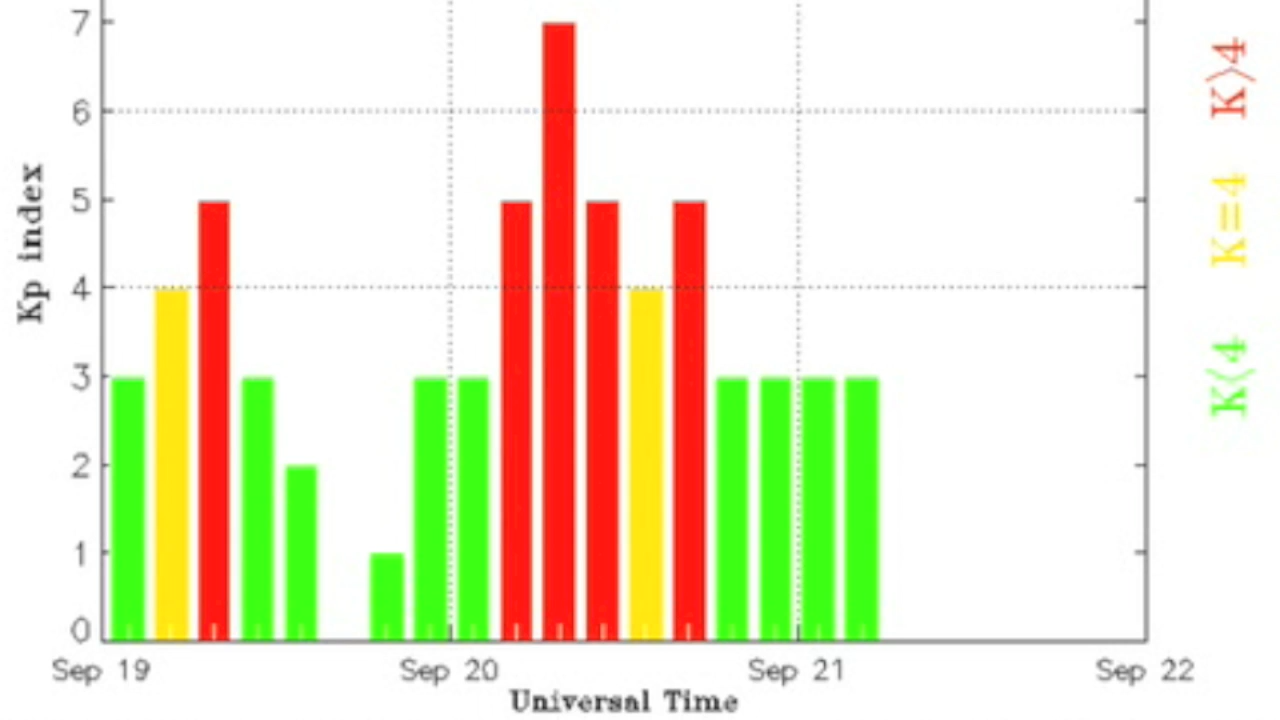 7
6
5
4
3
2
1
0
Kp index
Sep 19
Sep 20
Sep 21
Sep 22
Universal Time
K>4
K=4
K<4